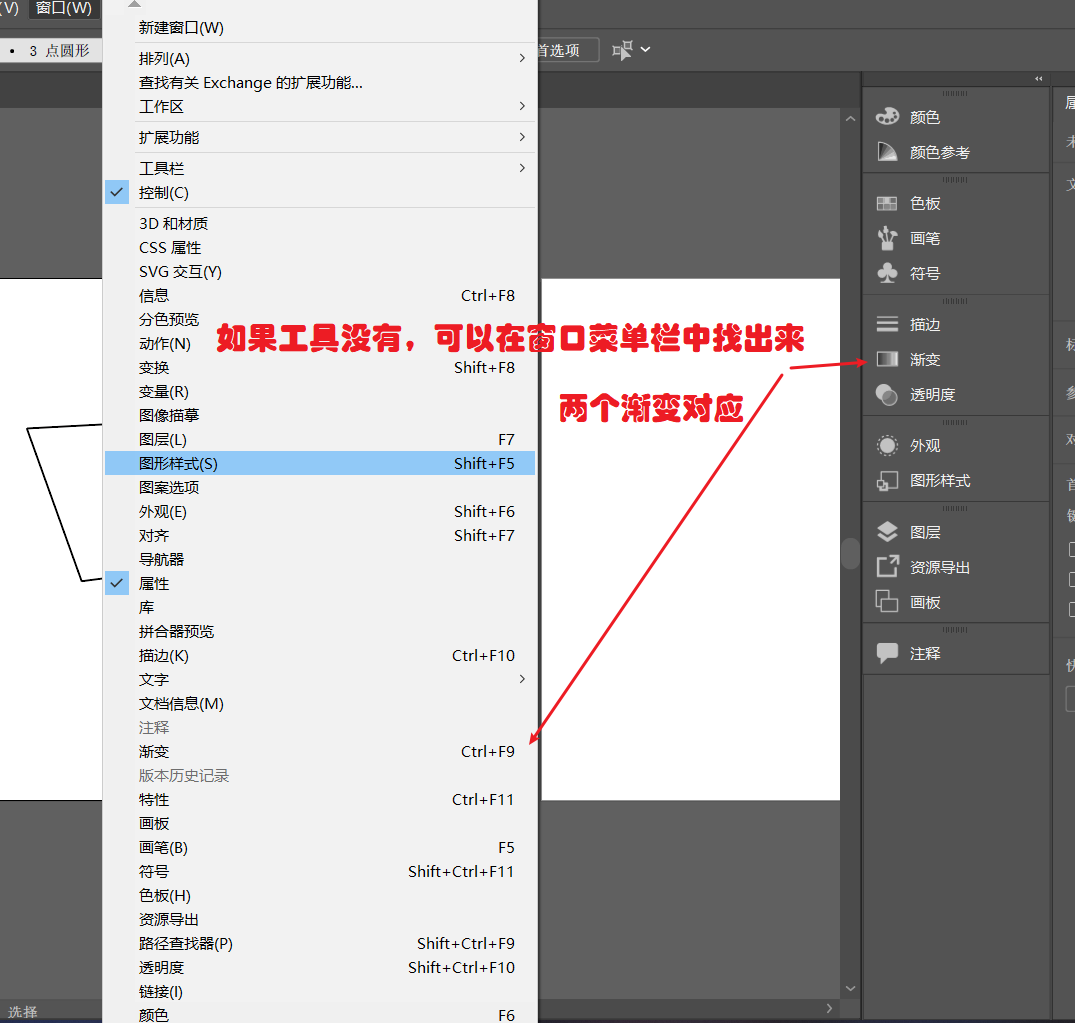 (V) 窗口(W)
• 3 点圆形
首选项
新建窗口(W)
排列(A)
查找有关 Exchange 的扩展功能...
工作区
扩展功能
工具栏
控制(C)
3D 和材质
CSS 属性
SVG 交互(Y)
信息 Ctrl+F8
分色预览
动作(N)
变换 Shift+F8
变量(R)
图像描摹
图层(L) F7
图形样式(S) Shift+F5
图案选项
外观(E) Shift+F6
对齐 Shift+F7
导航器
属性
库
拼合器预览
描边(K) Ctrl+F10
文字
文档信息(M)
注释
渐变 Ctrl+F9
版本历史记录
特性 Ctrl+F11
画板
画笔(B) F5
符号 Shift+Ctrl+F11
色板(H)
资源导出
路径查找器(P) Shift+Ctrl+F9
透明度 Shift+Ctrl+F10
链接(I)
颜色 F6
如果工具没有，可以在窗口菜单栏中找出来
两个渐变对应
颜色
颜色参考
色板
画笔
符号
描边
渐变
透明度
外观
图形样式
图层
资源导出
画板
注释
选择